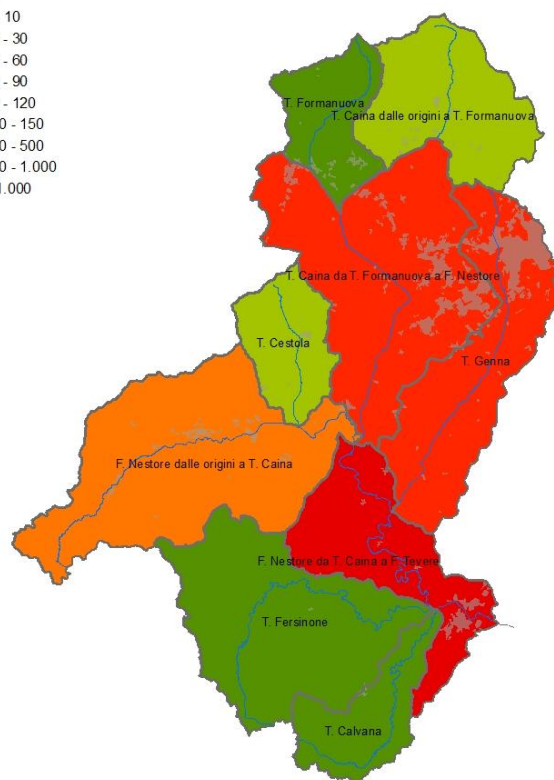 10
- 30
- 60
- 90
- 120
0 - 150
0 - 500
0 - 1.000
1.000
T. Formanuova
T. Caina dalle origini a T. Formanuova
T. Caina da T. Formanuova a F. Nestore
T. Cestola
T. Genna
F. Nestore dalle origini a T. Caina
F. Nestore da T. Caina a F. Tevere
T. Fersinone
T. Calvana